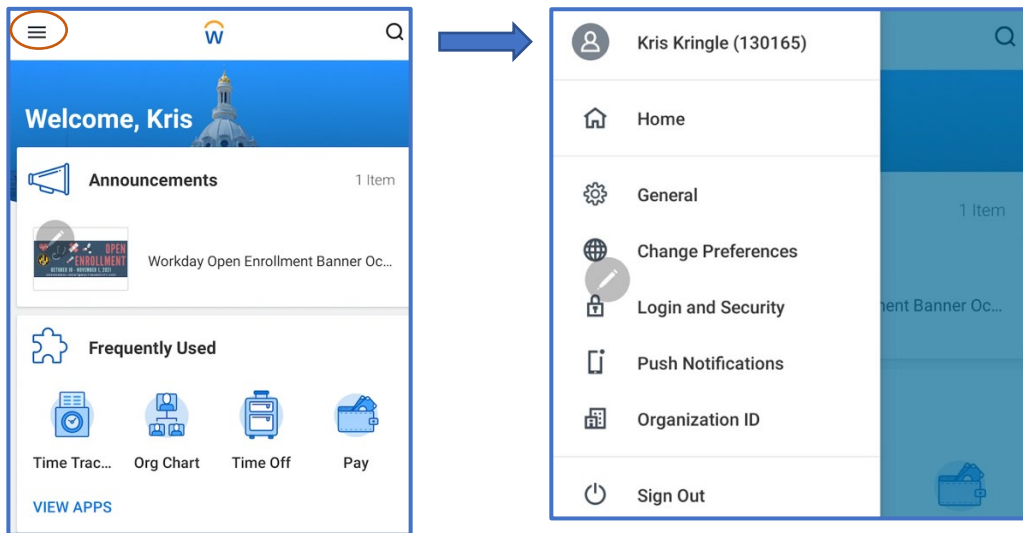 Welcome, Kris
Announcements
1 Item
OPEN
ENROLLMENT
Workday Open Enrollment Banner Oc...
Frequently Used
Time Trac...
Org Chart
Time Off
Pay
VIEW APPS
Kris Kringle (130165)
Home
General
Change Preferences
Login and Security
Push Notifications
Organization ID
Sign Out
1 Item
ent Banner Oc...